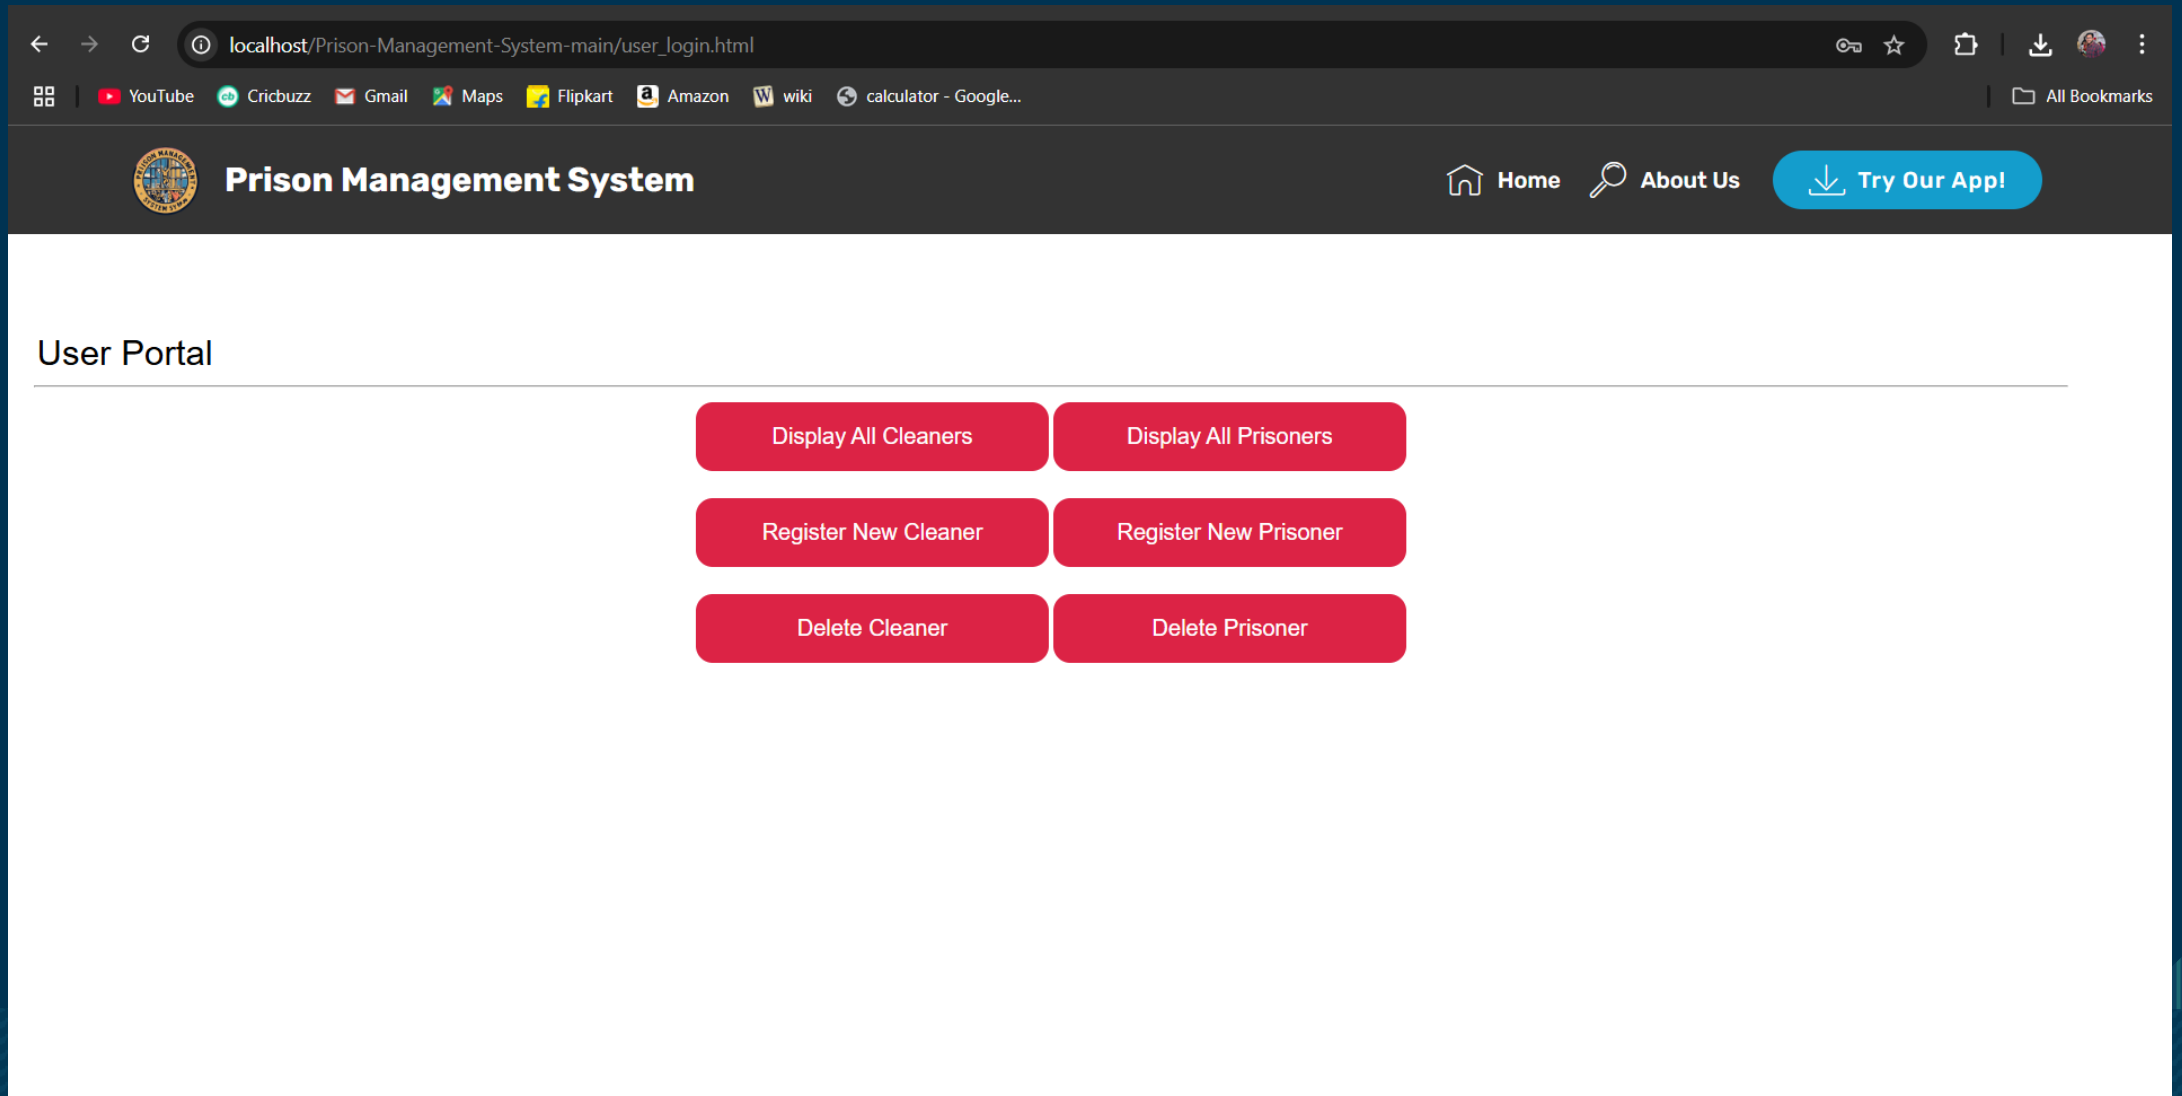 localhost/Prison-Management-System-main/user_login.html
YouTube Cricbuzz Gmail Maps Flipkart Amazon wiki calculator - Google... All Bookmarks
Prison Management System Home About Us Try Our App!
User Portal
Display All Cleaners Display All Prisoners
Register New Cleaner Register New Prisoner
Delete Cleaner Delete Prisoner